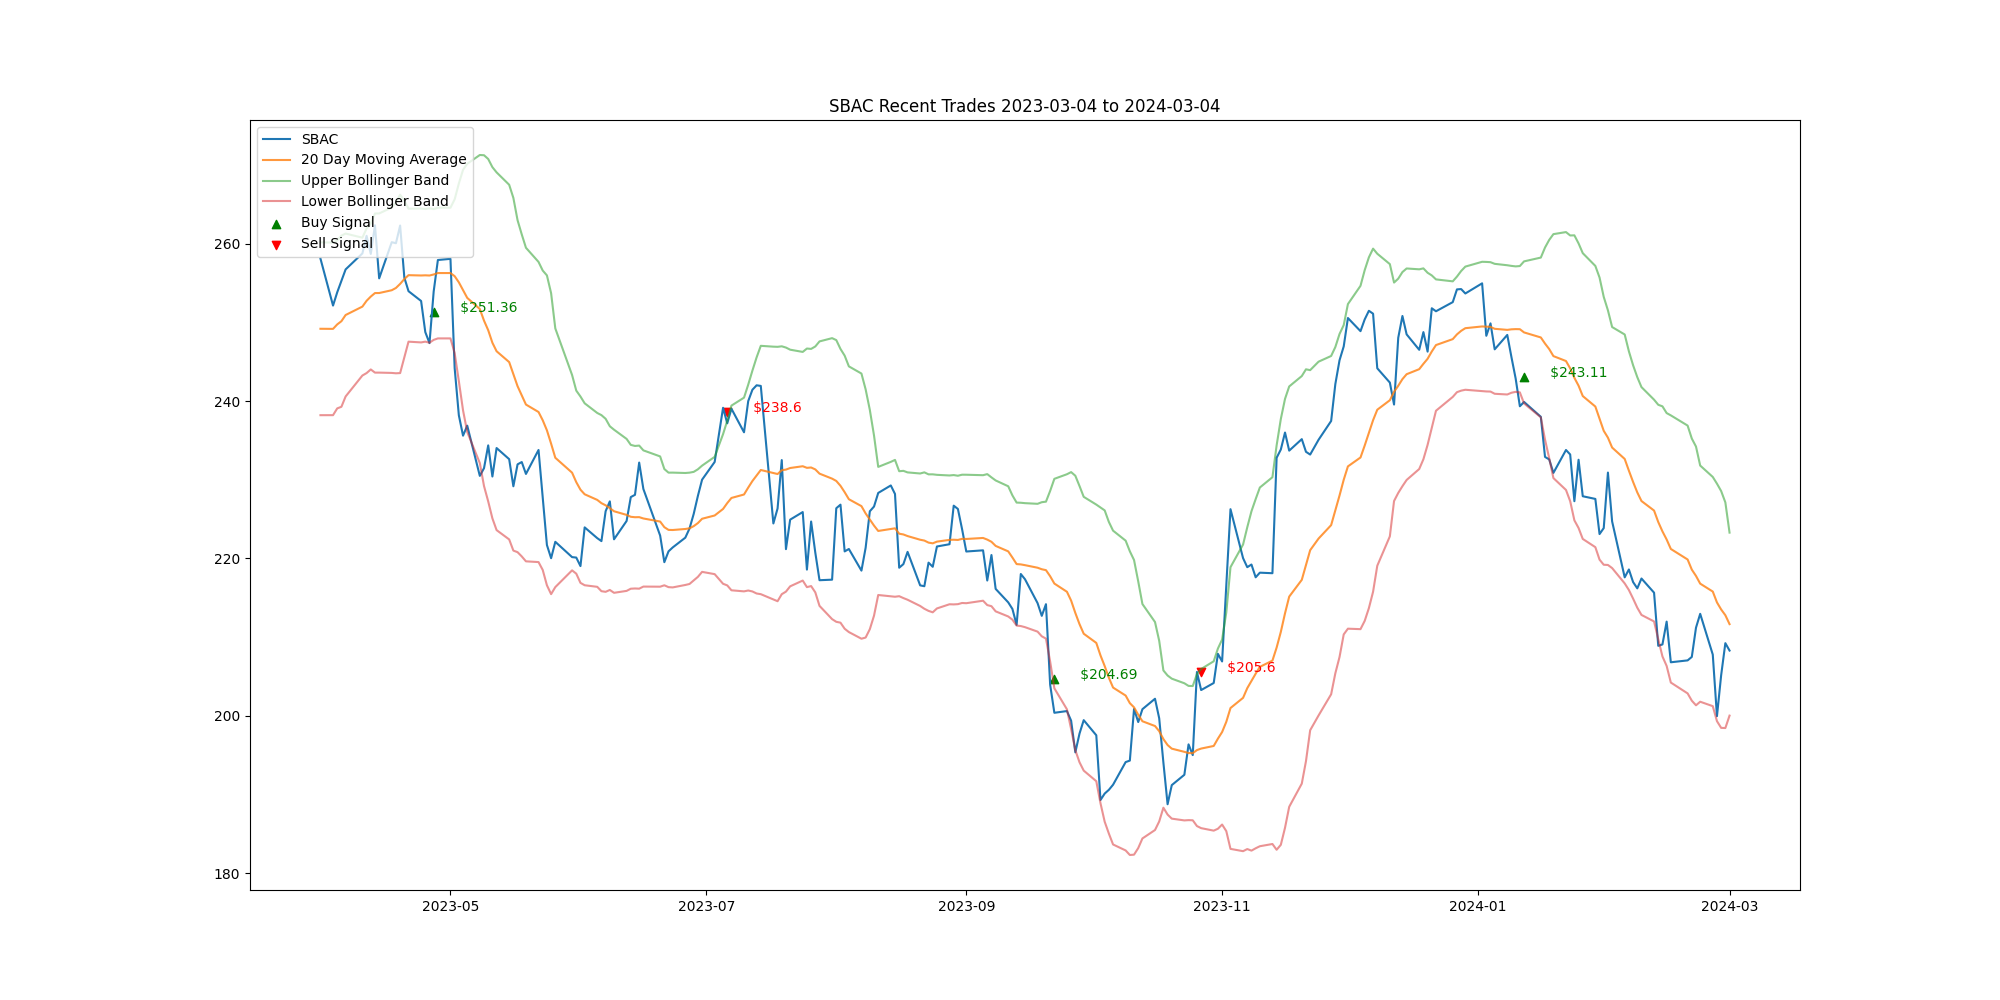 SBAC Recent Trades 2023-03-04 to 2024-03-04
SBAC
20 Day Moving Average
Upper Bollinger Band
Lower Bollinger Band
Buy Signal
Sell Signal
260
240
220
200
180
$251.36
$238.6
$204.69
$205.6
$243.11
2023-05
2023-07
2023-09
2023-11
2024-01
2024-03